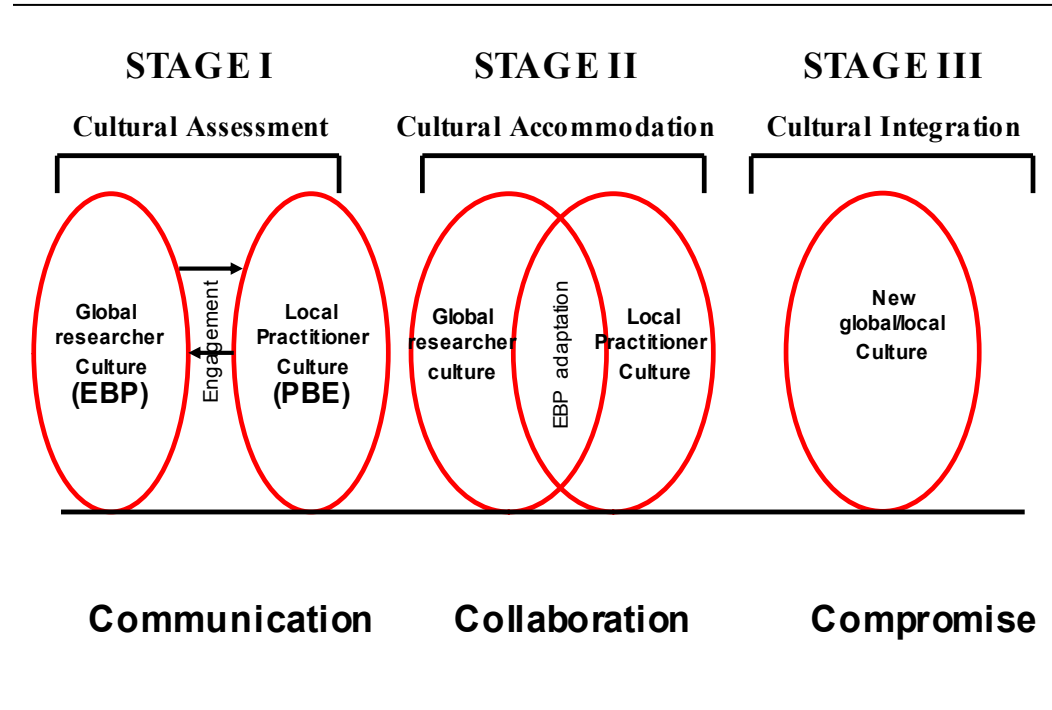 STAGE I
STAGE II
STAGE III
Cultural Assessment
Cultural Accommodation
Cultural Integration
Global
researcher
Culture
(EBP)
Engagement
Local
Practitioner
Culture
(PBE)
Global
researcher
culture
EBP adaptation
Local
Practitioner
Culture
New
global/local
Culture
Communication
Collaboration
Compromise